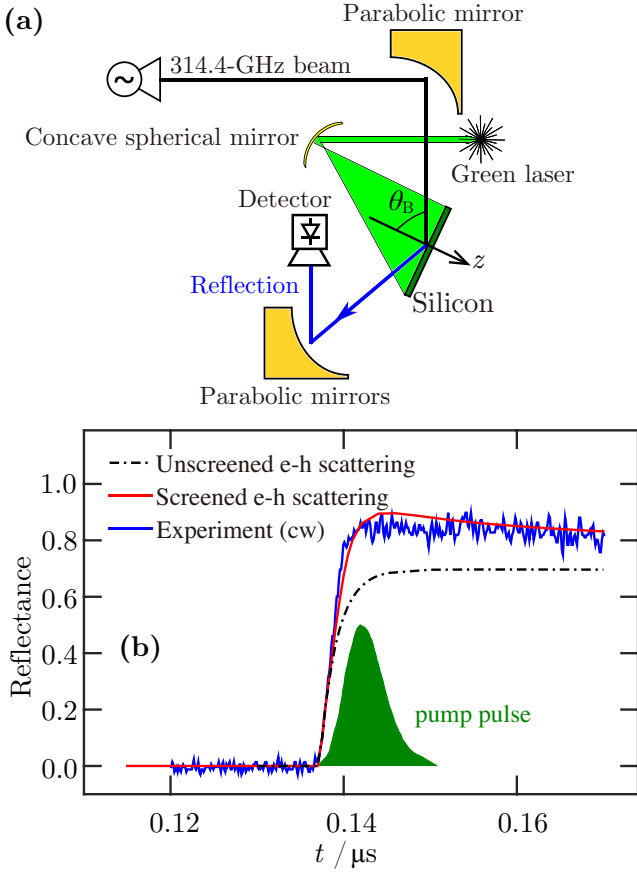 (a)
Parabolic mirror
314.4-GHz beam
~
Concave spherical mirror
Green laser
Detector
θB
z
Reflection
Silicon
Parabolic mirrors
Unscreened e-h scattering
Screened e-h scattering
Experiment (cw)
1.0
0.8
0.6
0.4
0.2
0.0
Reflectance
(b)
pump pulse
0.12 0.14 0.16
t / μs